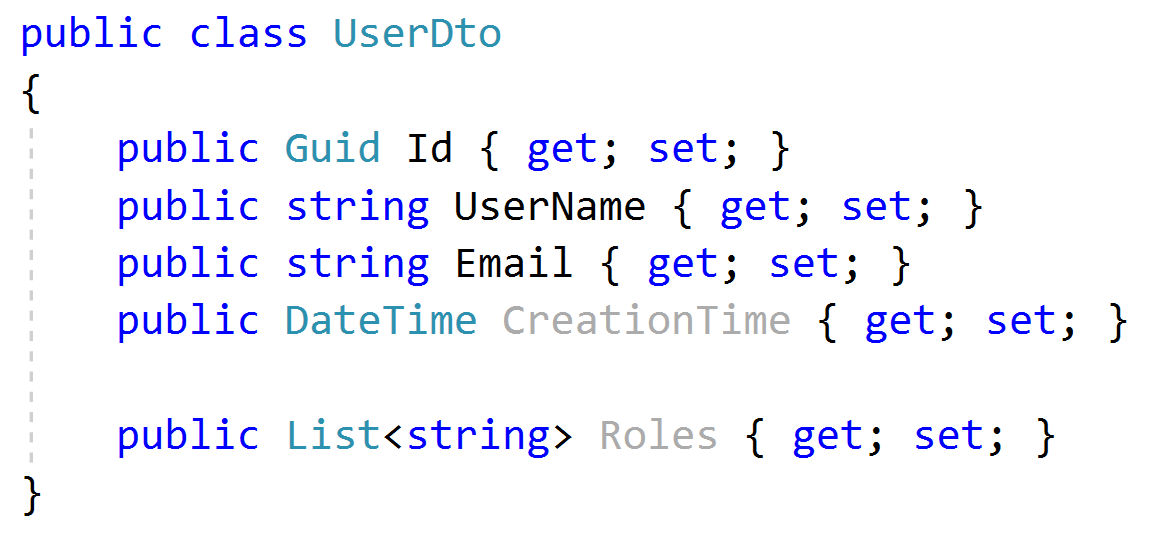 public class UserDto
{
public Guid Id { get; set; }
public string UserName { get; set; }
public string Email { get; set; }
public DateTime CreationTime { get; set; }
public List<string> Roles { get; set; }
}